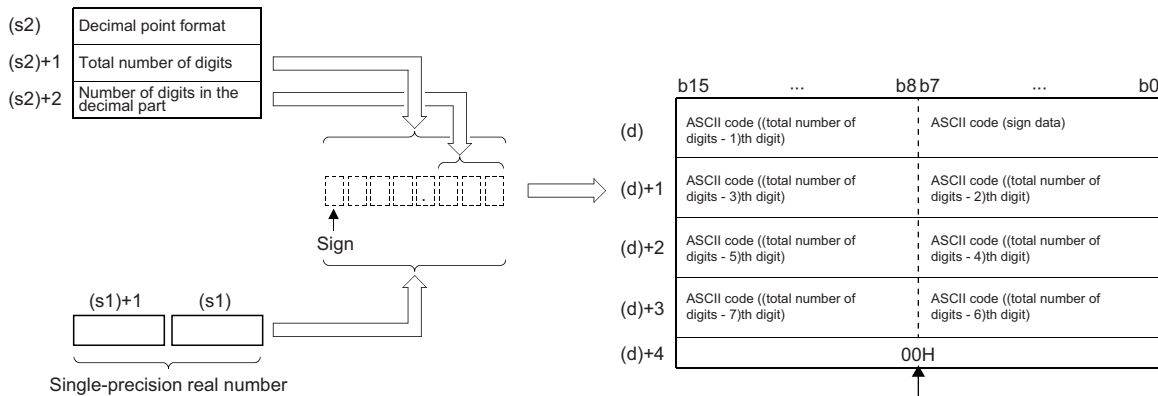 (s2) Decimal point format
(s2)+1 Total number of digits
(s2)+2 Number of digits in the
decimal part
.
Sign
(s1)+1 (s1)
Single-precision real number
b15 ... b8 b7 ... b0
(d) ASCII code ((total number of
digits - 1)th digit) ASCII code (sign data)
(d)+1 ASCII code ((total number of
digits - 3)th digit) ASCII code ((total number of
digits - 2)th digit)
(d)+2 ASCII code ((total number of
digits - 5)th digit) ASCII code ((total number of
digits - 4)th digit)
(d)+3 ASCII code ((total number of
digits - 7)th digit) ASCII code ((total number of
digits - 6)th digit)
(d)+4 00H